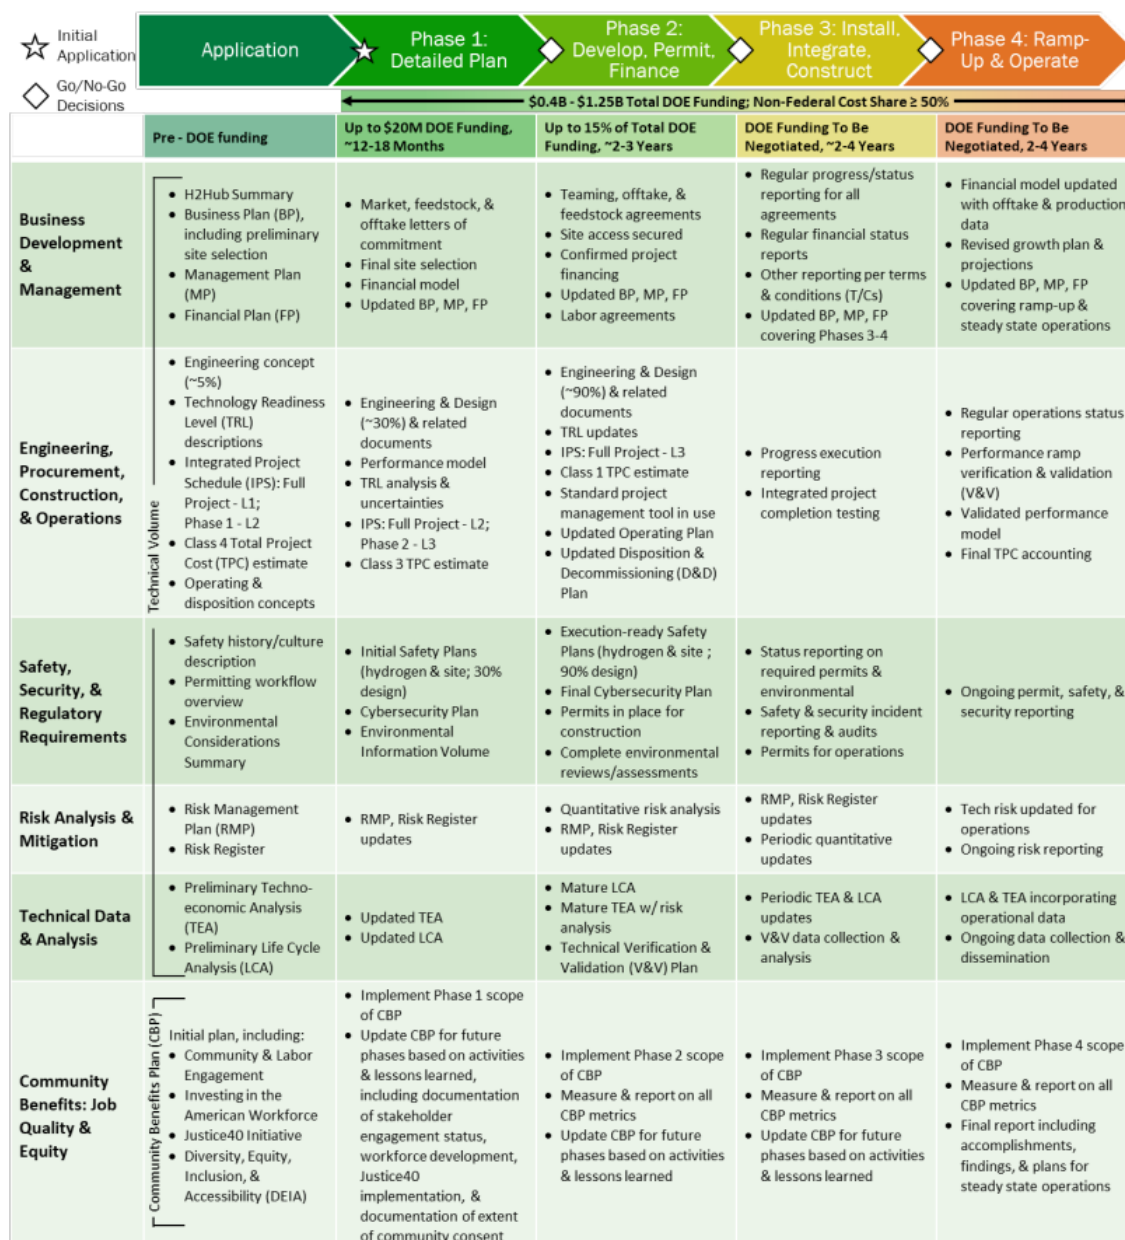 Initial
Application
Go/No-Go
Decisions
Application
Phase 1:
Detailed Plan
Phase 2:
Develop, Permit,
Finance
Phase 3: Install,
Integrate,
Construct
Phase 4: Ramp-
Up & Operate
$0.4B - $1.25B Total DOE Funding; Non-Federal Cost Share ≥ 50%
Pre - DOE funding
Up to $20M DOE Funding,
~12-18 Months
Up to 15% of Total DOE
Funding, ~2-3 Years
DOE Funding To Be
Negotiated, ~2-4 Years
DOE Funding To Be
Negotiated, 2-4 Years
Business
Development
&
Management
• H2Hub Summary
• Business Plan (BP),
including preliminary
site selection
• Management Plan
(MP)
• Financial Plan (FP)
• Market, feedstock, &
offtake letters of
commitment
• Final site selection
• Financial model
• Updated BP, MP, FP
• Teaming, offtake, &
feedstock agreements
• Site access secured
• Confirmed project
financing
• Updated BP, MP, FP
• Labor agreements
• Regular progress/status
reporting for all
agreements
• Regular financial status
reports
• Other reporting per terms
& conditions (T/Cs)
• Updated BP, MP, FP
covering Phases 3-4
• Financial model updated
with offtake & production
data
• Revised growth plan &
projections
• Updated BP, MP, FP
covering ramp-up &
steady state operations
Technical Volume
Engineering,
Procurement,
Construction,
& Operations
• Engineering concept
(~5%)
• Technology Readiness
Level (TRL)
descriptions
• Integrated Project
Schedule (IPS): Full
Project - L1;
Phase 1 - L2
• Class 4 Total Project
Cost (TPC) estimate
• Operating &
disposition concepts
• Engineering & Design
(~30%) & related
documents
• Performance model
• TRL analysis &
uncertainties
• IPS: Full Project - L2;
Phase 2 - L3
• Class 3 TPC estimate
• Engineering & Design
(~90%) & related
documents
• TRL updates
• IPS: Full Project - L3
• Class 1 TPC estimate
• Standard project
management tool in use
• Updated Operating Plan
• Updated Disposition &
Decommissioning (D&D)
Plan
• Progress execution
reporting
• Integrated project
completion testing
• Regular operations status
reporting
• Performance ramp
verification & validation
(V&V)
• Validated performance
model
• Final TPC accounting
Safety,
Security, &
Regulatory
Requirements
• Safety history/culture
description
• Permitting workflow
overview
• Environmental
Considerations
Summary
• Initial Safety Plans
(hydrogen & site; 30%
design)
• Cybersecurity Plan
• Environmental
Information Volume
• Execution-ready Safety
Plans (hydrogen & site ;
90% design)
• Final Cybersecurity Plan
• Permits in place for
construction
• Complete environmental
reviews/assessments
• Status reporting on
required permits &
environmental
• Safety & security incident
reporting & audits
• Permits for operations
• Ongoing permit, safety, &
security reporting
Risk Analysis &
Mitigation
• Risk Management
Plan (RMP)
• Risk Register
• RMP, Risk Register
updates
• Quantitative risk analysis
• RMP, Risk Register
updates
• RMP, Risk Register
updates
• Periodic quantitative
updates
• Tech risk updated for
operations
• Ongoing risk reporting
Technical Data
& Analysis
• Preliminary Techno-
economic Analysis
(TEA)
• Preliminary Life Cycle
Analysis (LCA)
• Updated TEA
• Updated LCA
• Mature LCA
• Mature TEA w/ risk
analysis
• Technical Verification &
Validation (V&V) Plan
• Periodic TEA & LCA
updates
• V&V data collection &
analysis
• LCA & TEA incorporating
operational data
• Ongoing data collection &
dissemination
Community
Benefits: Job
Quality &
Equity
Community Benefits Plan (CBP)
Initial plan, including:
• Community & Labor
Engagement
• Investing in the
American Workforce
• Justice40 Initiative
• Diversity, Equity,
Inclusion, &
Accessibility (DEIA)
• Implement Phase 1 scope
of CBP
• Update CBP for future
phases based on activities
& lessons learned,
including documentation
of stakeholder
engagement status,
workforce development,
Justice40
implementation, &
documentation of extent
of community consent
• Implement Phase 2 scope
of CBP
• Measure & report on all
CBP metrics
• Update CBP for future
phases based on activities
& lessons learned
• Implement Phase 3 scope
of CBP
• Measure & report on all
CBP metrics
• Update CBP for future
phases based on activities
& lessons learned
• Implement Phase 4 scope
of CBP
• Measure & report on all
CBP metrics
• Final report including
accomplishments,
findings, & plans for
steady state operations